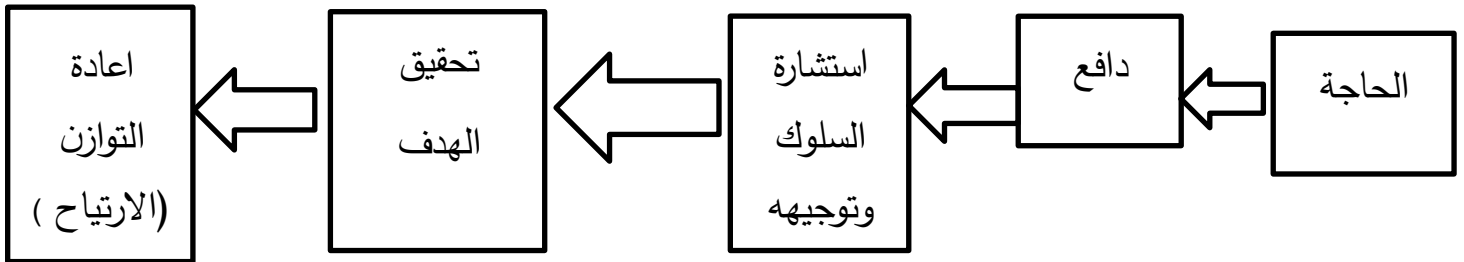 الحاجة
دافع
استشارة
السلوك
وتوجيهه
تحقيق
الهدف
اعادة
التوازن
(الارتياح )